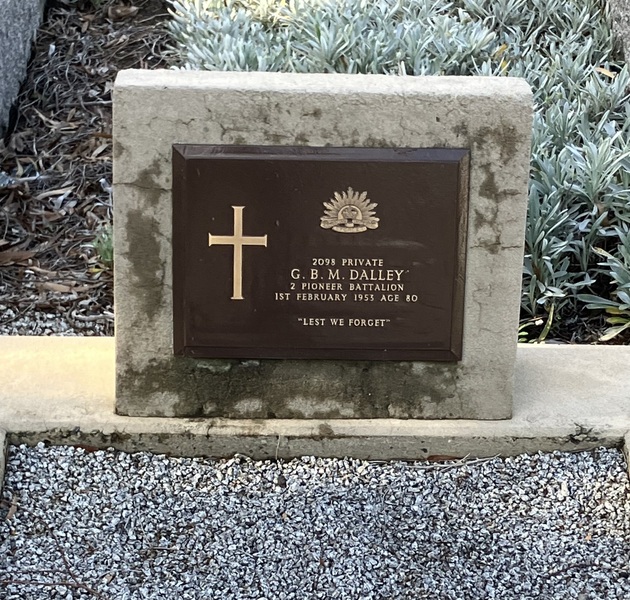 2098 PRIVATE
G. B. M. DALLEY
2 PIONEER BATTALION
1ST FEBRUARY 1953 AGE 80
"LEST WE FORGET"